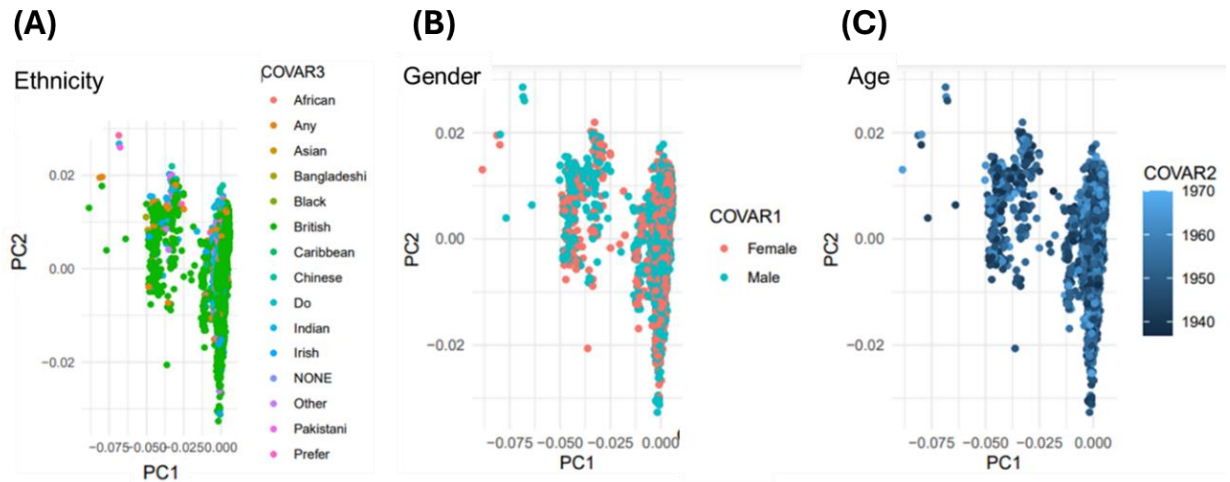 (A)
Ethnicity
COVAR3
African
Any
Asian
Bangladeshi
Black
British
Caribbean
Chinese
Do
Indian
Irish
NONE
Other
Pakistani
Prefer
PC2
0.02
0.00
−0.02
−0.075−0.050−0.0250.000
PC1
(B)
Gender
COVAR1
Female
Male
0.02
0.00
−0.02
−0.075 −0.050 −0.025 0.000
PC1
(C)
Age
COVAR2
1970
1960
1950
1940
PC2
0.02
0.00
−0.02
−0.075 −0.050 −0.025 0.000
PC1